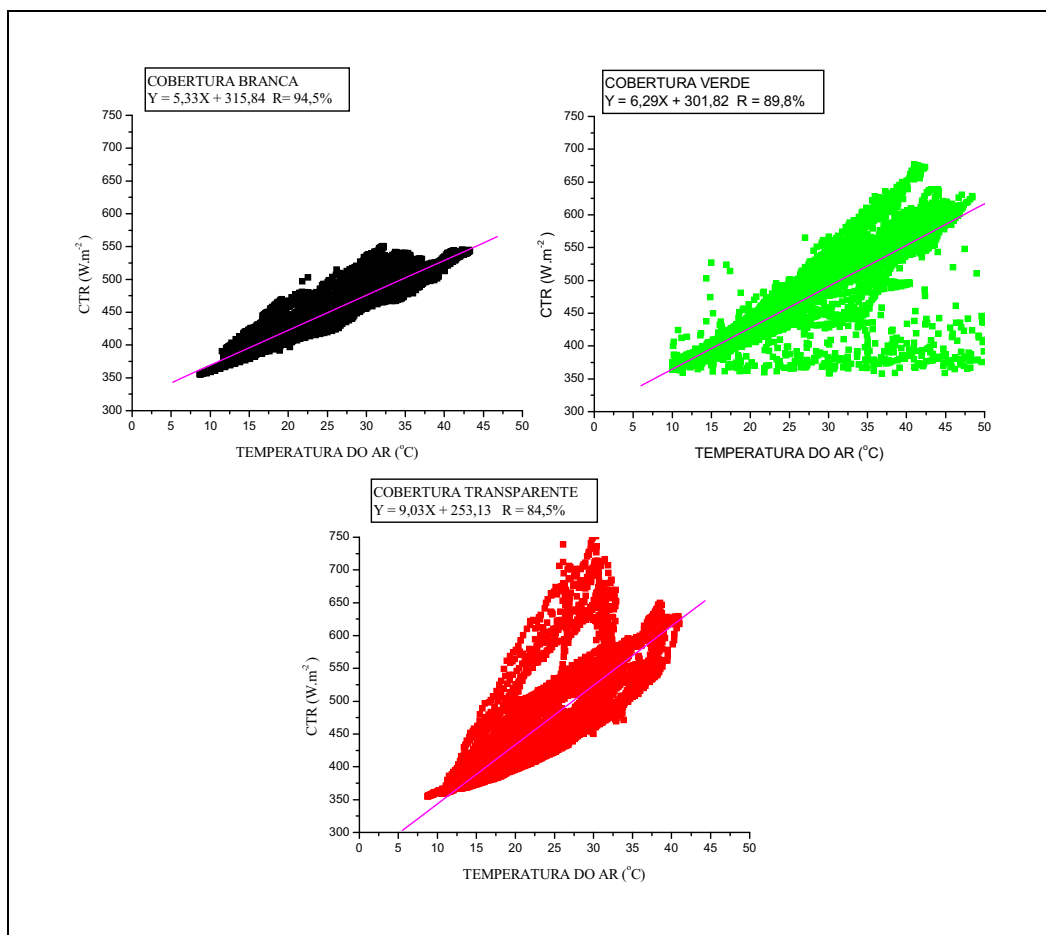 COBERTURA BRANCA
Y = 5,33X + 315,84 R= 94,5%
750
700
650
600
550
500
450
400
350
300
CTR (W.m-2)
0 5 10 15 20 25 30 35 40 45 50
TEMPERATURA DO AR (oC)
COBERTURA VERDE
Y = 6,29X + 301,82 R = 89,8%
750
700
650
600
550
500
450
400
350
300
CTR (W.m-2)
0 5 10 15 20 25 30 35 40 45 50
TEMPERATURA DO AR (oC)
COBERTURA TRANSPARENTE
Y = 9,03X + 253,13 R = 84,5%
750
700
650
600
550
500
450
400
350
300
CTR (W.m-2)
0 5 10 15 20 25 30 35 40 45 50
TEMPERATURA DO AR (oC)